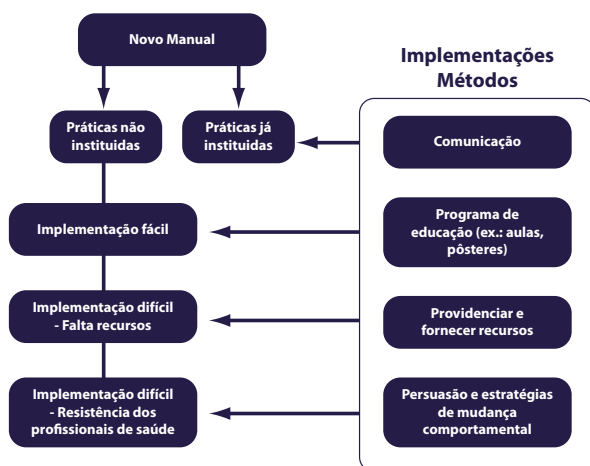 Novo Manual
Implementações
Métodos
Práticas não
instituidas
Práticas já
instituidas
Comunicação
Implementação fácil
Programa de
educação (ex.: aulas,
pôsteres)
Implementação difícil
- Falta recursos
Providenciar e
fornecer recursos
Implementação difícil
- Resistência dos
profissionais de saúde
Persuasão e estratégias
de mudança
comportamental